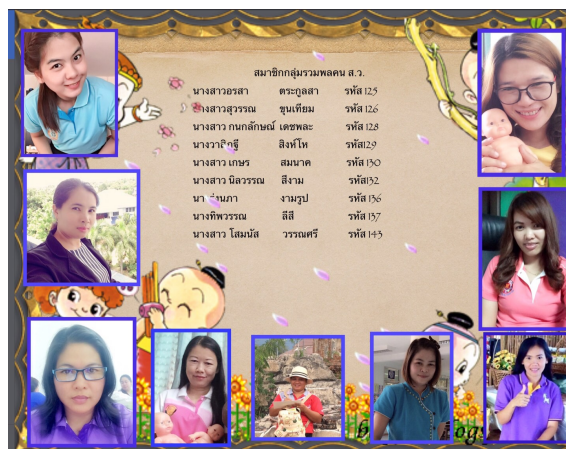 สมาชิกกลุ่มรวมพลคน ส.ว.
นางสาวอรสา ตระกูลสา รหัส 125
นางสาวสุวรรณ ขุนเทียม รหัส 126
นางสาว กนกลักษณ์ เดชพละ รหัส 128
สิงห์โห รหัส129
นางสาว เกษร สมนาค รหัส 130
นางสาว นิลวรรณ สีงาม รหัส132
งามรูป รหัส 136
นางทิพวรรณ ลีสี รหัส 137
นางสาว โสมนัส วรรณศรี รหัส 143